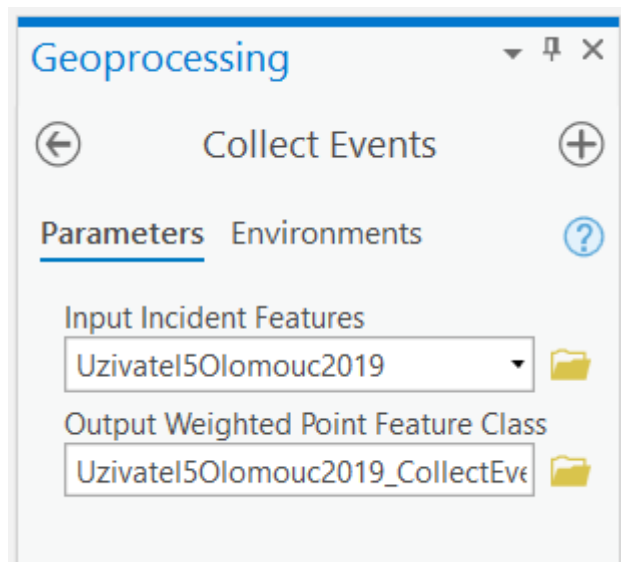 Geoprocessing
Collect Events
Parameters Environments
Input Incident Features
Uzivatel5Olomouc2019
Output Weighted Point Feature Class
Uzivatel5Olomouc2019_CollectEve